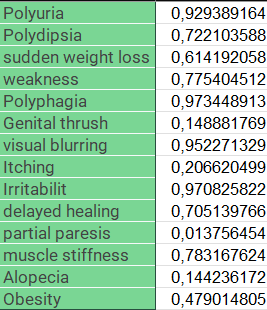 Polyuria 0,929389164
Polydipsia 0,722103588
sudden weight loss 0,614192058
weakness 0,775404512
Polyphagia 0,973448913
Genital thrush 0,148881769
visual blurring 0,952271329
Itching 0,206620499
Irritabilit 0,970825822
delayed healing 0,705139766
partial paresis 0,013756454
muscle stiffness 0,783167624
Alopecia 0,144236172
Obesity 0,479014805